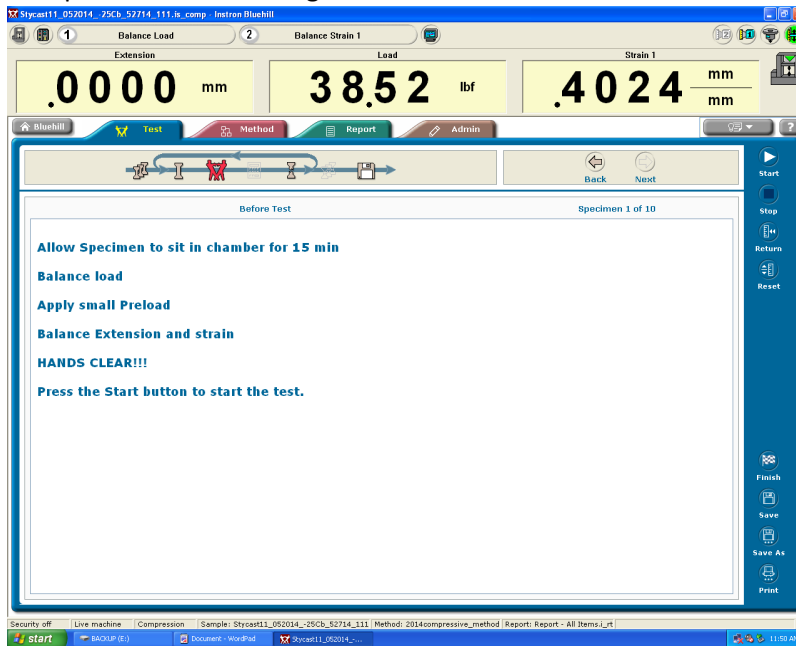 Stycast11_052014_-25Cb_52714_111.is_comp - Instron Bluehill
1 Balance Load 2 Balance Strain 1
Extension Load Strain 1
.0000 mm 38.52 lbf .4024 mm
mm
Bluehill Test Method Report Admin ?
Back Next
Before Test Specimen 1 of 10
Allow Specimen to sit in chamber for 15 min
Balance load
Apply small Preload
Balance Extension and strain
HANDS CLEAR!!!
Press the Start button to start the test.
Start
Stop
Return
Reset
Finish
Save
Save As
Print
Security off Live machine Compression Sample: Stycast11_052014_-25Cb_52714_111 Method: 2014compressive_method Report: Report - All Items.i_rt
start BACKUP (E:) Document - WordPad Stycast11_052014_-... 11:50 AM